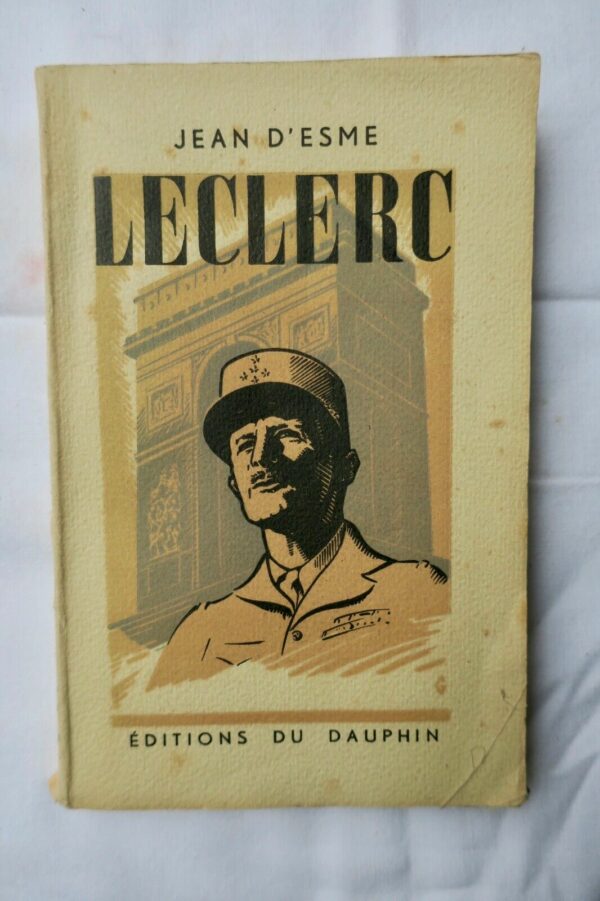 JEAN D'ESME
LECLERC
G
ÉDITIONS DU DAUPHIN